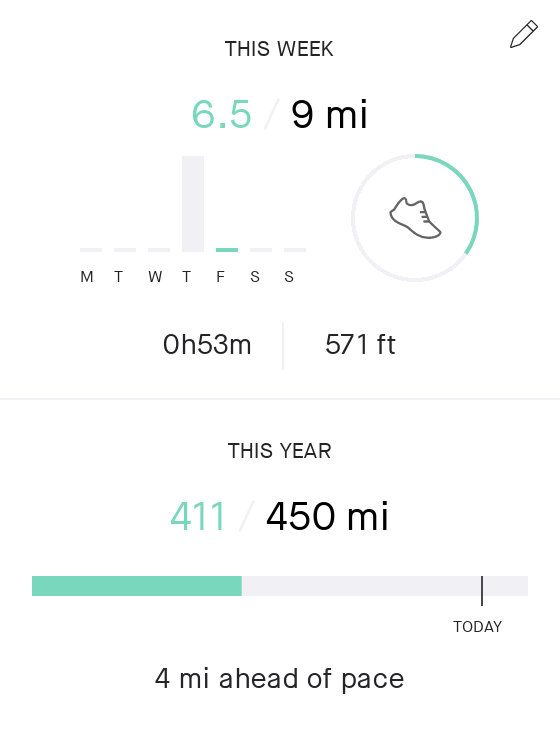 THIS WEEK
6.5 / 9 mi
M T W T F S S
0h53m
571 ft
THIS YEAR
411 / 450 mi
TODAY
4 mi ahead of pace